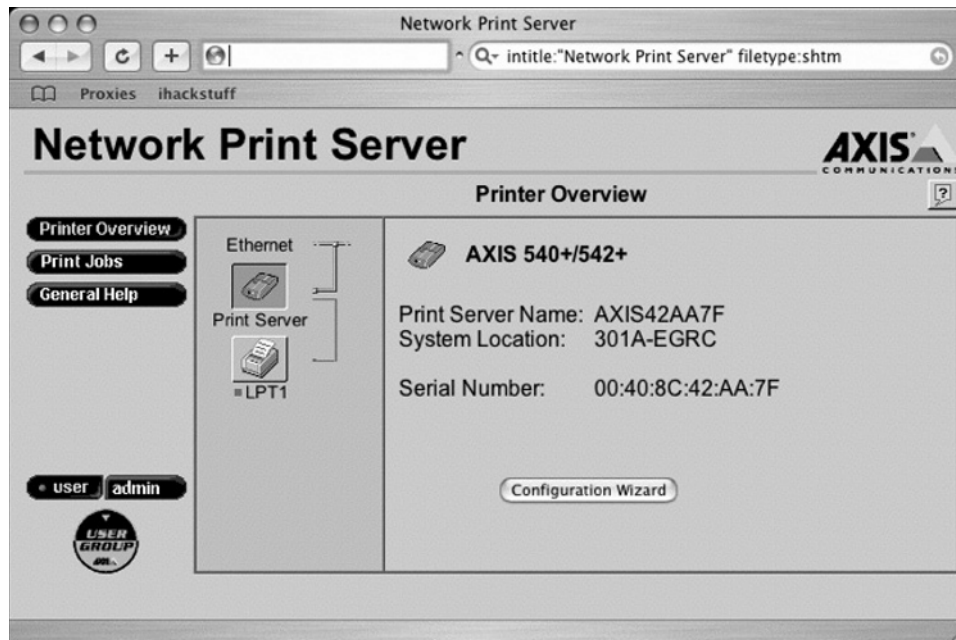 Network Print Server
intitle:"Network Print Server" filetype:shtm
Proxies ihackstuff
Network Print Server
AXIS
COMMUNICATIONS
Printer Overview
?
Printer Overview
Print Jobs
General Help
Ethernet
Print Server
LPT1
AXIS 540+/542+
Print Server Name: AXIS42AA7F
System Location: 301A-EGRC
Serial Number: 00:40:8C:42:AA:7F
Configuration Wizard
user admin
USER
GROUP